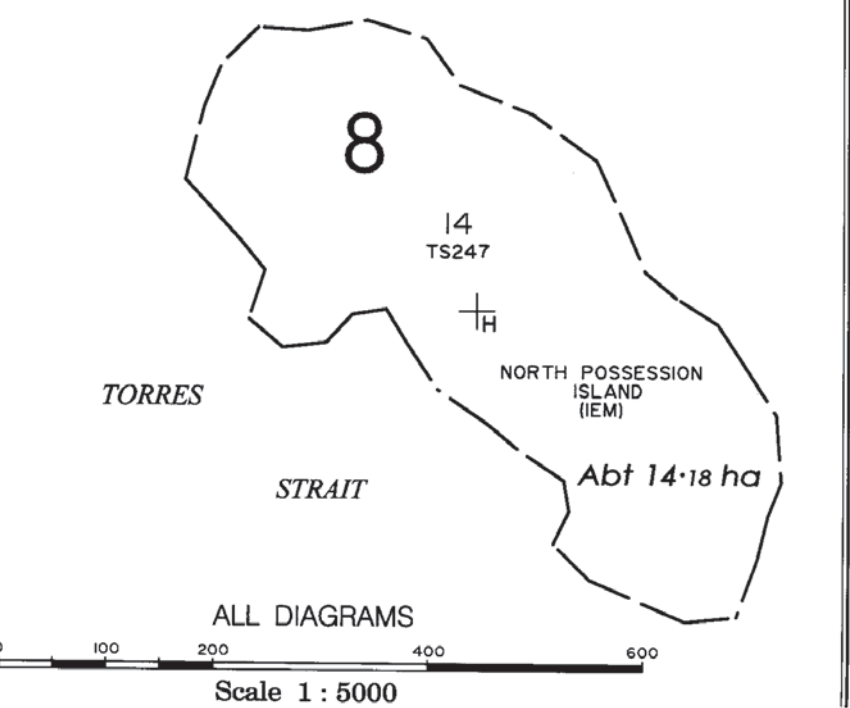 8
14
TS247
H
NORTH POSSESSION
ISLAND
(IEM)
TORRES
Abt 14·18 ha
STRAIT
ALL DIAGRAMS
0 100 200 400 600
Scale 1 : 5000